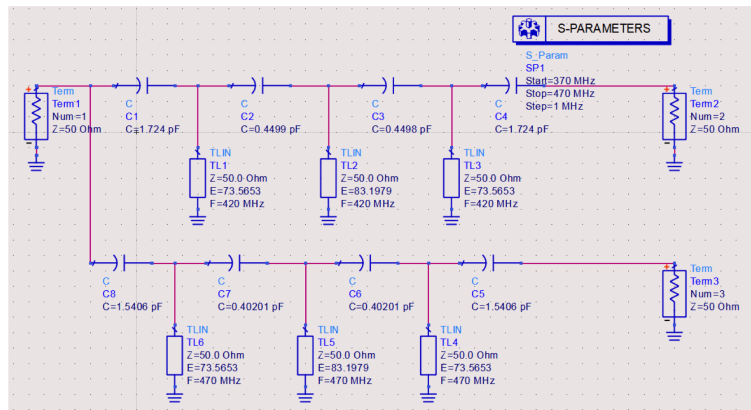 S-PARAMETERS
S_Param
SP1
Start=370 MHz
Stop=470 MHz
Step=1 MHz
Term
Term1
Num=1
Z=50 Ohm
C
C1
C=1.724 pF
C
C2
C=0.4499 pF
C
C3
C=0.4498 pF
C
C4
C=1.724 pF
Term
Term2
Num=2
Z=50 Ohm
TLIN
TL1
Z=50.0 Ohm
E=73.5653
F=420 MHz
TLIN
TL2
Z=50.0 Ohm
E=83.1979
F=420 MHz
TLIN
TL3
Z=50.0 Ohm
E=73.5653
F=420 MHz
C
C8
C=1.5406 pF
C
C7
C=0.40201 pF
C
C6
C=0.40201 pF
C
C5
C=1.5406 pF
Term
Term3
Num=3
Z=50 Ohm
TLIN
TL6
Z=50.0 Ohm
E=73.5653
F=470 MHz
TLIN
TL5
Z=50.0 Ohm
E=83.1979
F=470 MHz
TLIN
TL4
Z=50.0 Ohm
E=73.5653
F=470 MHz